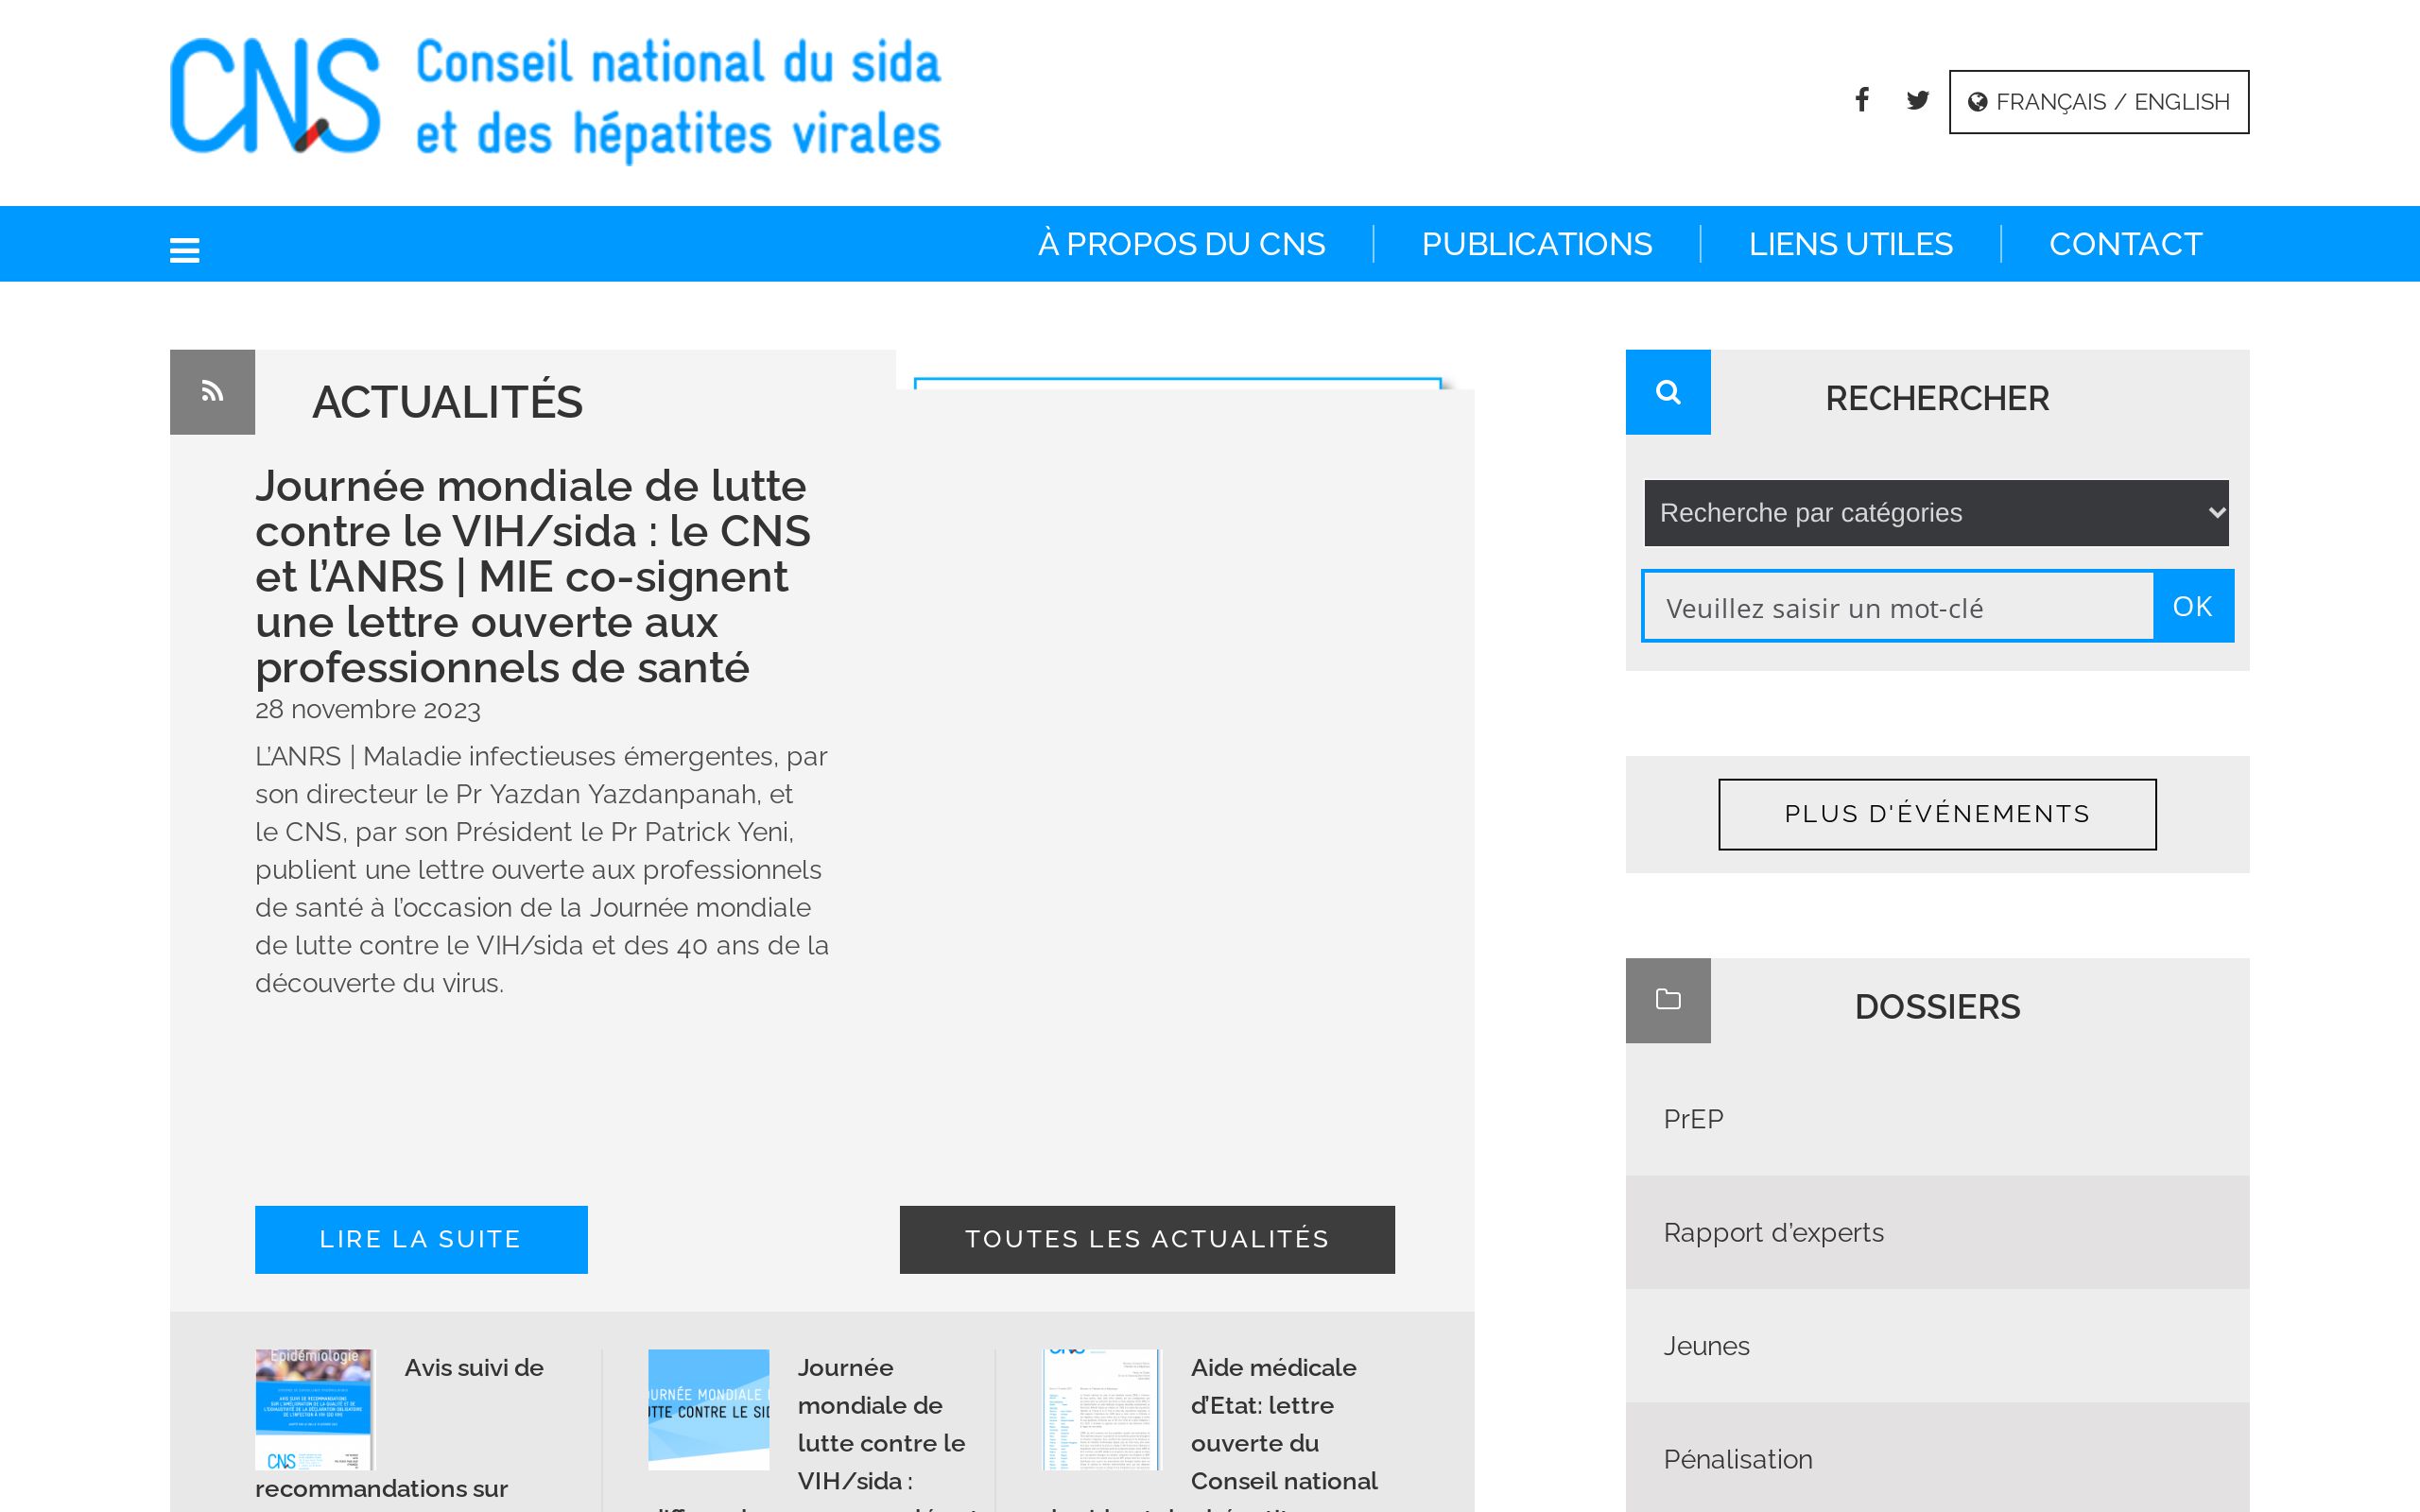 CNS Conseil national du sida
et des hépatites virales
FRANÇAIS / ENGLISH
À PROPOS DU CNS
PUBLICATIONS
LIENS UTILES
CONTACT
ACTUALITÉS
Journée mondiale de lutte
contre le VIH/sida : le CNS
et l’ANRS | MIE co-signent
une lettre ouverte aux
professionnels de santé
28 novembre 2023
L’ANRS | Maladie infectieuses émergentes, par
son directeur le Pr Yazdan Yazdanpanah, et
le CNS, par son Président le Pr Patrick Yeni,
publient une lettre ouverte aux professionnels
de santé à l’occasion de la Journée mondiale
de lutte contre le VIH/sida et des 40 ans de la
découverte du virus.
LIRE LA SUITE
TOUTES LES ACTUALITÉS
Epidémiologie
CNS
Avis suivi de
recommandations sur
JOURNÉE MONDIALE
CONTRE LE
Journée
mondiale de
lutte contre le
VIH/sida :
Aide médicale
d’Etat: lettre
ouverte du
Conseil national
RECHERCHER
Recherche par catégories
Veuillez saisir un mot-clé
OK
PLUS D'ÉVÉNEMENTS
DOSSIERS
PrEP
Rapport d’experts
Jeunes
Pénalisation